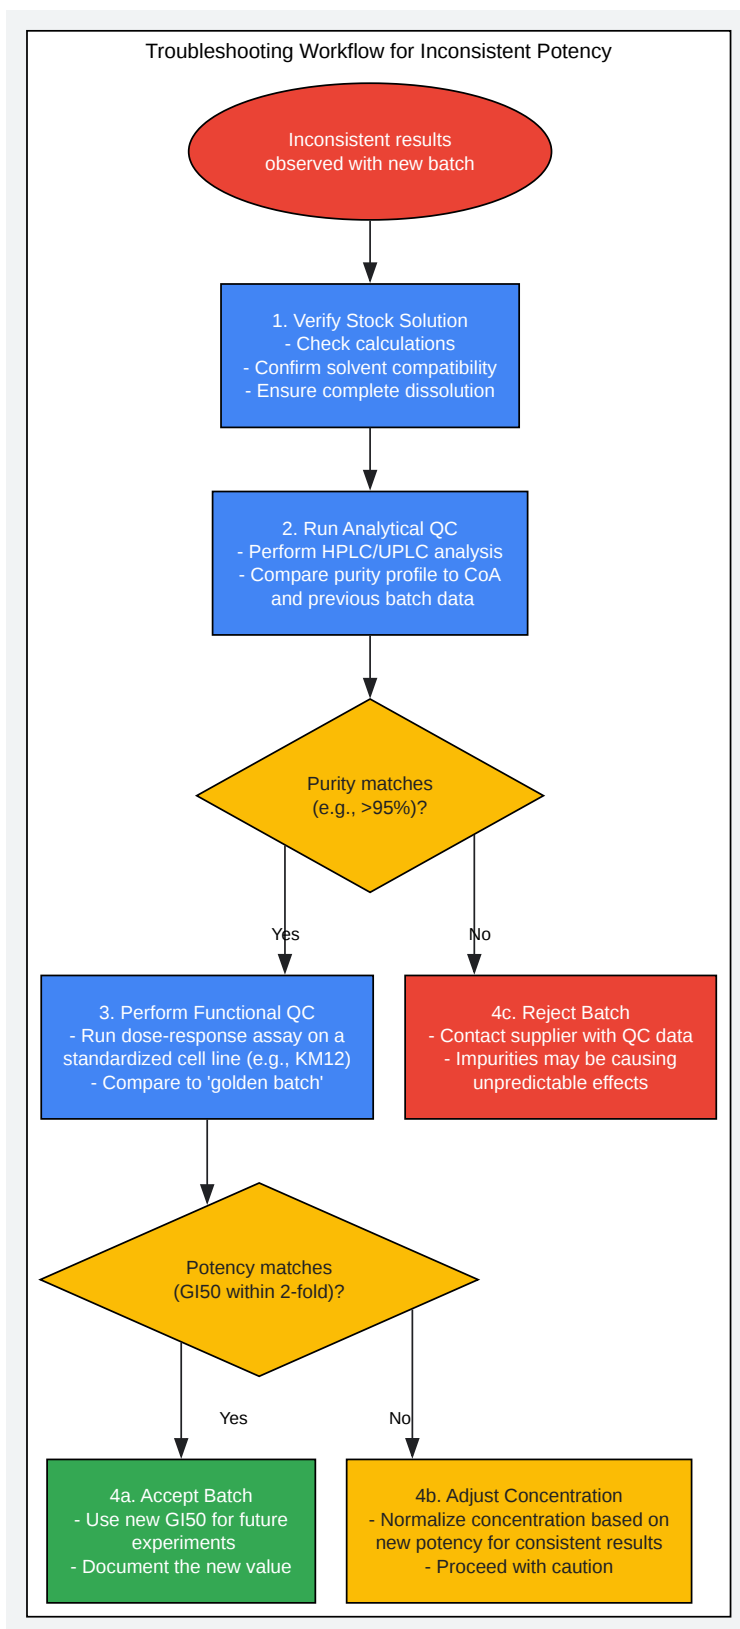 Troubleshooting Workflow for Inconsistent Potency
Inconsistent results
observed with new batch
1. Verify Stock Solution
- Check calculations
- Confirm solvent compatibility
- Ensure complete dissolution
2. Run Analytical QC
- Perform HPLC/UPLC analysis
- Compare purity profile to CoA
and previous batch data
Purity matches
(e.g., >95%)?
Yes
No
3. Perform Functional QC
- Run dose-response assay on a
standardized cell line (e.g., KM12)
- Compare to 'golden batch'
4c. Reject Batch
- Contact supplier with QC data
- Impurities may be causing
unpredictable effects
Potency matches
(GI50 within 2-fold)?
Yes
No
4a. Accept Batch
- Use new GI50 for future
experiments
- Document the new value
4b. Adjust Concentration
- Normalize concentration based on
new potency for consistent results
- Proceed with caution